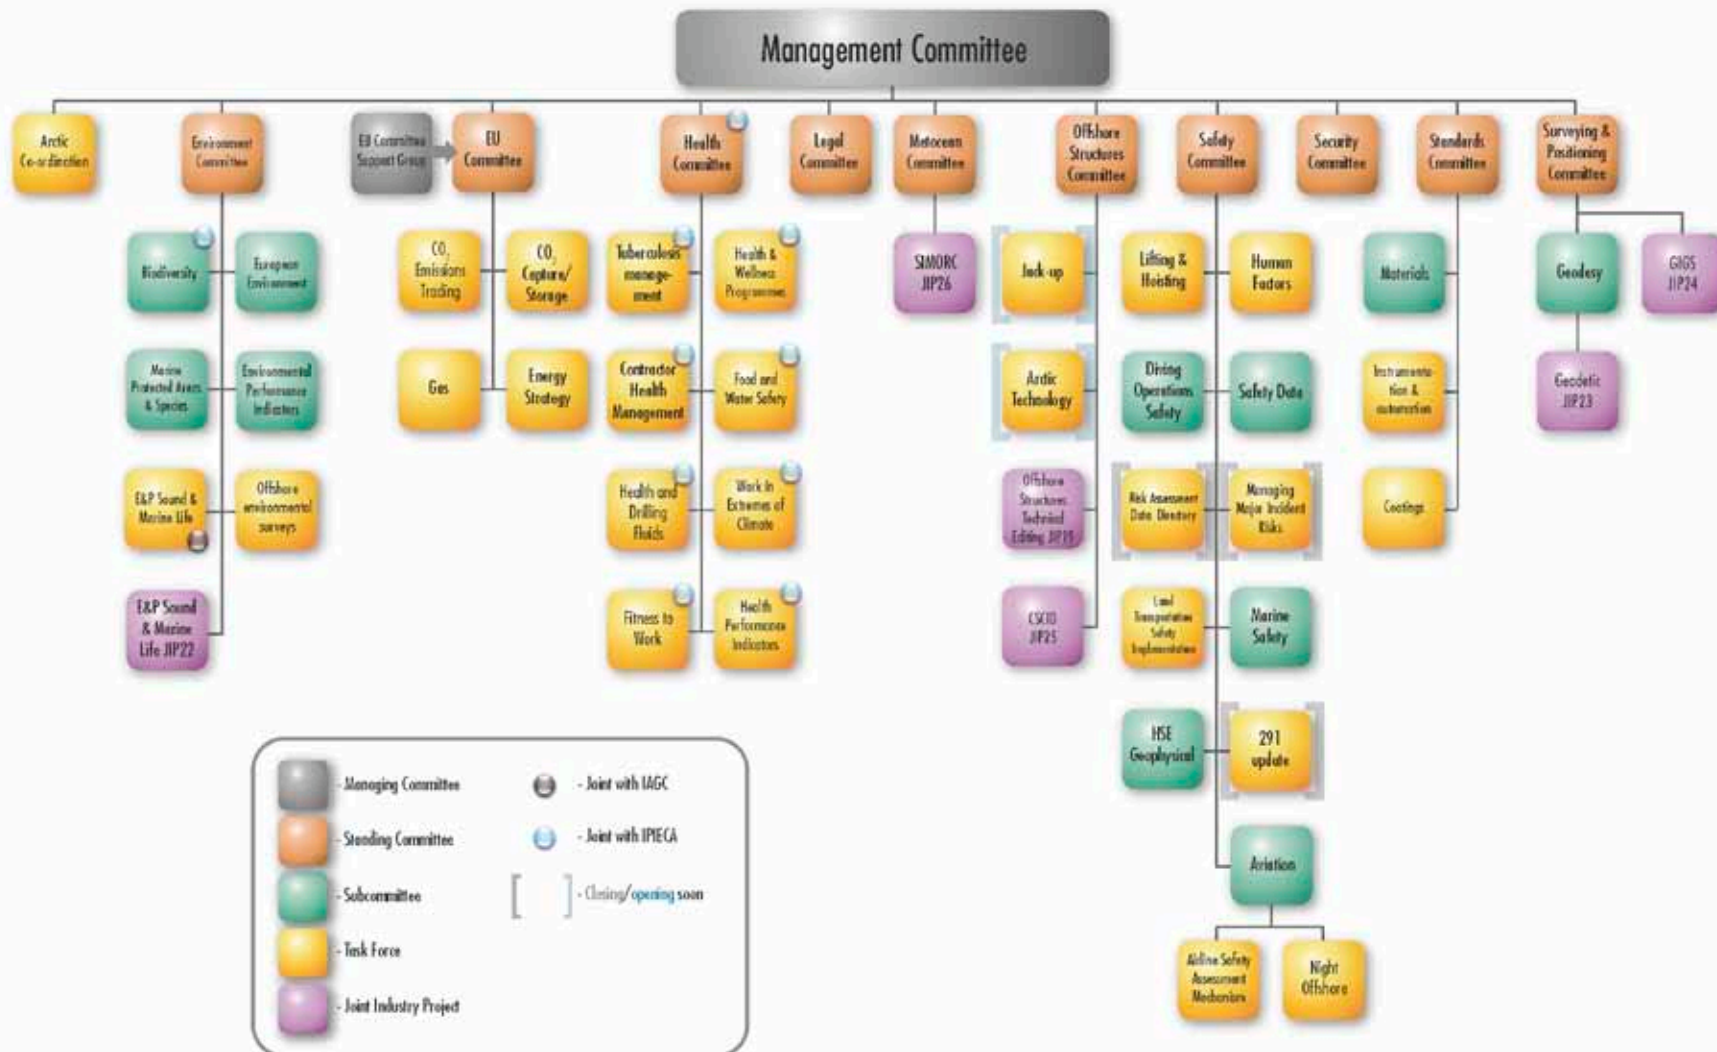 Management Committee
Arctic
Co-ordination
Environment
Committee
EU Committee
Support Group
EU
Committee
Health
Committee
Legal
Committee
Metocean
Committee
Offshore
Structures
Committee
Safety
Committee
Security
Committee
Standards
Committee
Surveying &
Positioning
Committee
Biodiversity
European
Environment
CO2
Emissions
Trading
CO2
Capture/
Storage
Tuberculosis
manage-
ment
Health &
Wellness
Programmes
SIMORC
JIP26
Jack-up
Lifting &
Hoisting
Human
Factors
Materials
Geodesy
GIGS
JIP24
Marine
Protected Areas
& Species
Environmental
Performance
Indicators
Gas
Energy
Strategy
Contractor
Health
Management
Food and
Water Safety
Arctic
Technology
Diving
Operations
Safety
Safety Data
Instrumenta-
tion &
automation
Geodetic
JIP23
E&P Sound &
Marine Life
Offshore
environmental
surveys
Health and
Drilling
Fluids
Work in
Extremes of
Climate
Offshore
Structures
Technical
Editing
Risk Assessment
Data Directory
Managing
Major Incident
Risks
Coatings
E&P Sound
& Marine
Life JIP22
Fitness to
Work
Health
Performance
Indicators
CSCID
JIP25
Land
Transportation
Safety
Implementation
Marine
Safety
HSE
Geophysical
291
update
Aviation
Airline Safety
Assessment
Mechanism
Night
Offshore
- Managing Committee
- Standing Committee
- Subcommittee
- Task Force
- Joint Industry Project
- Joint with IAGC
- Joint with IPIECA
[ ] - Closing/opening soon